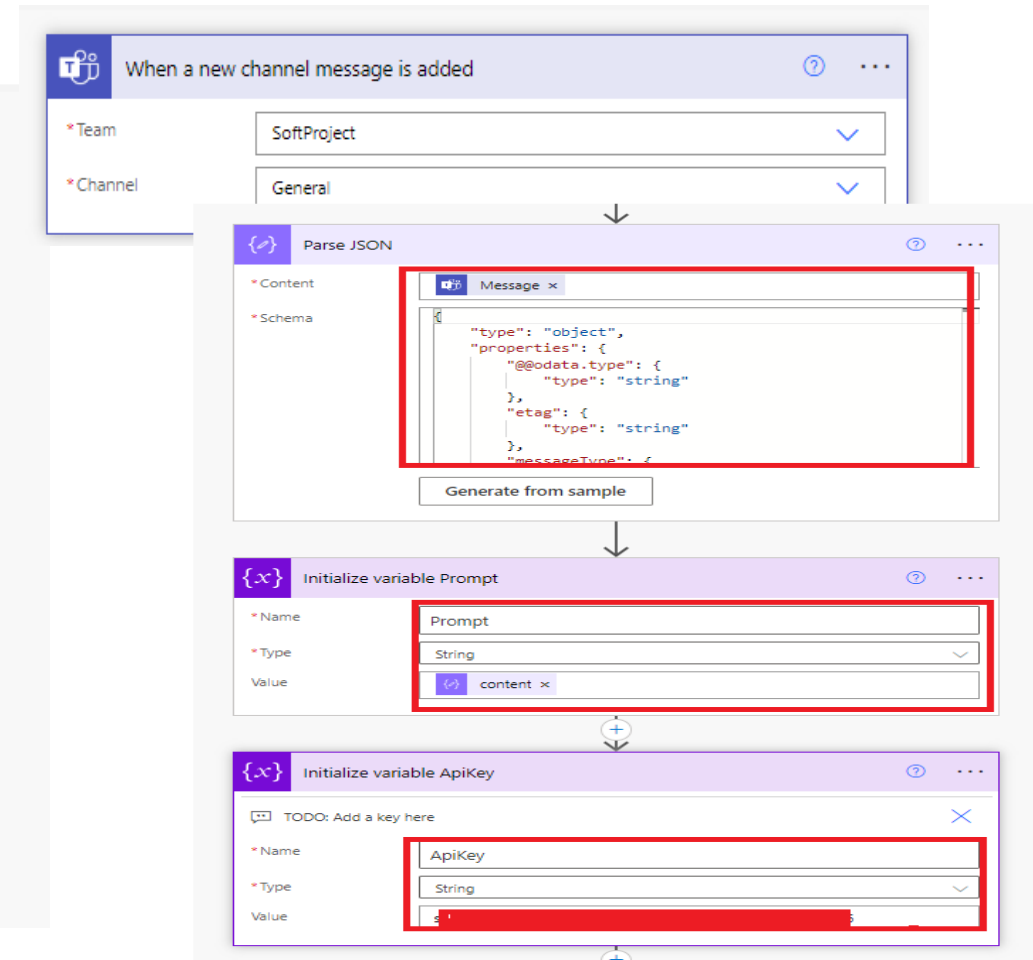 When a new channel message is added
*Team
SoftProject
*Channel
General
Parse JSON
*Content
Message ×
*Schema
{
"type": "object",
"properties": {
"@@odata.type": {
"type": "string"
},
"etag": {
"type": "string"
},
"messageType": {
Generate from sample
{x} Initialize variable Prompt
*Name
Prompt
*Type
String
Value
content ×
{x} Initialize variable ApiKey
TODO: Add a key here
*Name
ApiKey
*Type
String
Value